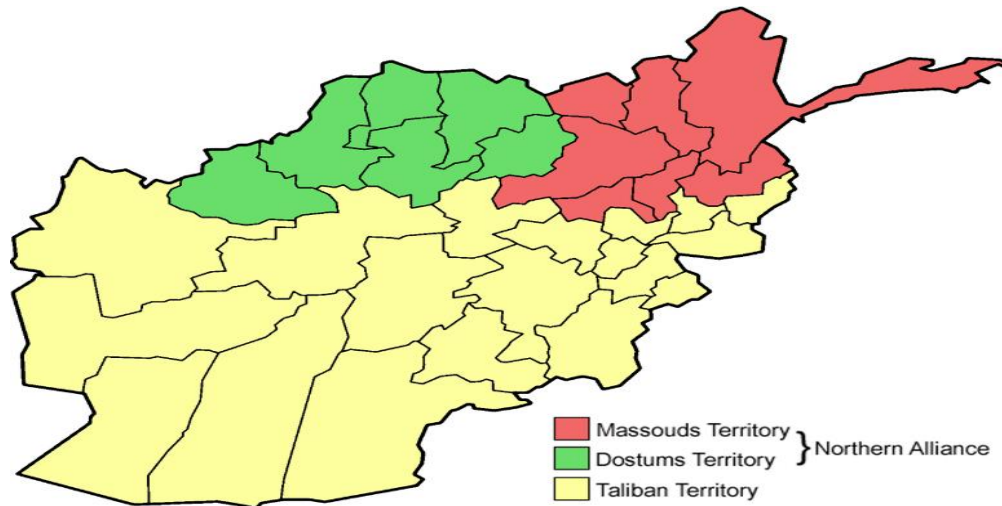 Massouds Territory
Dostums Territory
Northern Alliance
Taliban Territory